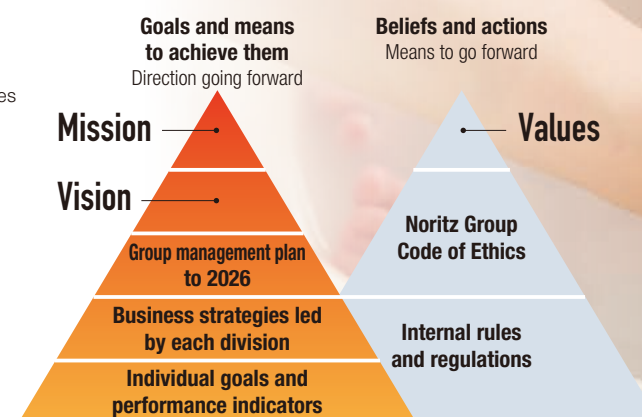 Goals and means
to achieve them
Direction going forward
Beliefs and actions
Means to go forward
es
Mission
Values
Vision
Group management plan
to 2026
Noritz Group
Code of Ethics
Business strategies led
by each division
Internal rules
and regulations
Individual goals and
performance indicators